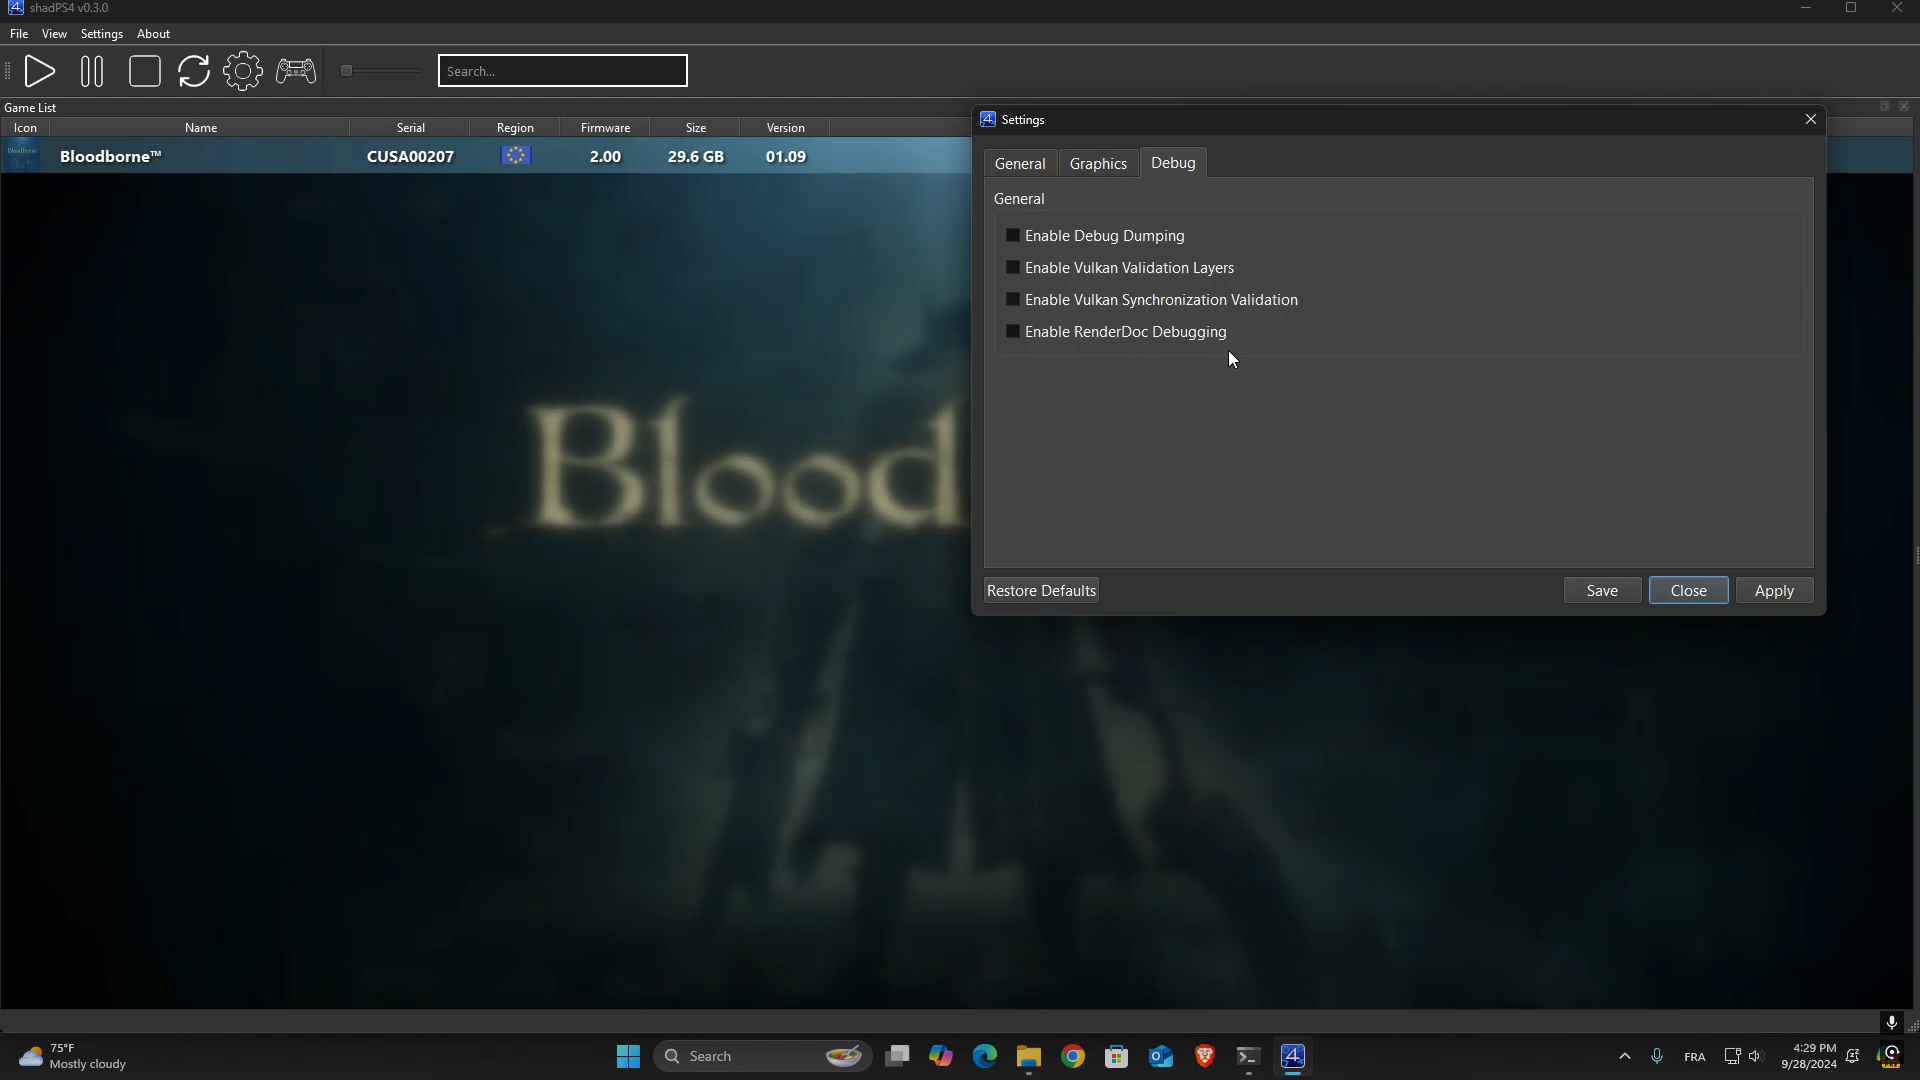 shadPS4 v0.3.0
File View Settings About
Search...
Game List
Icon Name Serial Region Firmware Size Version
Bloodborne
Bloodborne™ CUSA00207 2.00 29.6 GB 01.09
Blood
Settings
General Graphics Debug
General
Enable Debug Dumping
Enable Vulkan Validation Layers
Enable Vulkan Synchronization Validation
Enable RenderDoc Debugging
Restore Defaults Save Close Apply
75°F
Mostly cloudy
Search
FRA
4:29 PM
9/28/2024
PRE